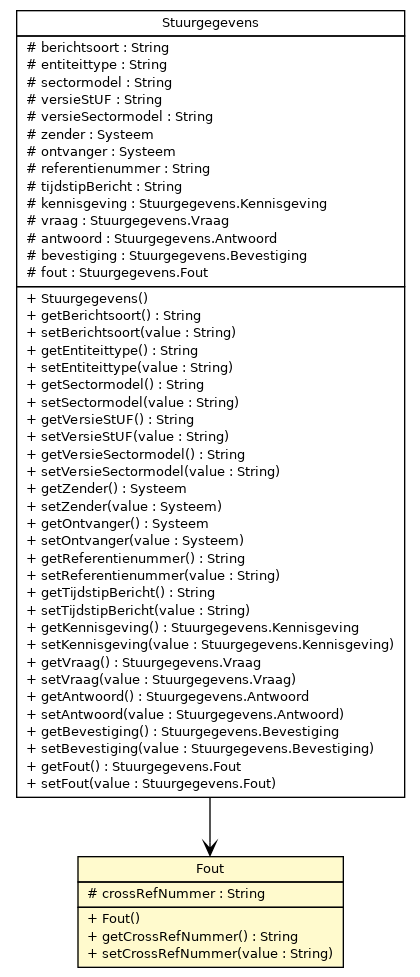 Stuurgegevens
# berichtsoort : String
# entiteittype : String
# sectormodel : String
# versieStUF : String
# versieSectormodel : String
# zender : Systeem
# ontvanger : Systeem
# referentienummer : String
# tijdstipBericht : String
# kennisgeving : Stuurgegevens.Kennisgeving
# vraag : Stuurgegevens.Vraag
# antwoord : Stuurgegevens.Antwoord
# bevestiging : Stuurgegevens.Bevestiging
# fout : Stuurgegevens.Fout
+ Stuurgegevens()
+ getBerichtsoort() : String
+ setBerichtsoort(value : String)
+ getEntiteittype() : String
+ setEntiteittype(value : String)
+ getSectormodel() : String
+ setSectormodel(value : String)
+ getVersieStUF() : String
+ setVersieStUF(value : String)
+ getVersieSectormodel() : String
+ setVersieSectormodel(value : String)
+ getZender() : Systeem
+ setZender(value : Systeem)
+ getOntvanger() : Systeem
+ setOntvanger(value : Systeem)
+ getReferentienummer() : String
+ setReferentienummer(value : String)
+ getTijdstipBericht() : String
+ setTijdstipBericht(value : String)
+ getKennisgeving() : Stuurgegevens.Kennisgeving
+ setKennisgeving(value : Stuurgegevens.Kennisgeving)
+ getVraag() : Stuurgegevens.Vraag
+ setVraag(value : Stuurgegevens.Vraag)
+ getAntwoord() : Stuurgegevens.Antwoord
+ setAntwoord(value : Stuurgegevens.Antwoord)
+ getBevestiging() : Stuurgegevens.Bevestiging
+ setBevestiging(value : Stuurgegevens.Bevestiging)
+ getFout() : Stuurgegevens.Fout
+ setFout(value : Stuurgegevens.Fout)
Fout
# crossRefNummer : String
+ Fout()
+ getCrossRefNummer() : String
+ setCrossRefNummer(value : String)